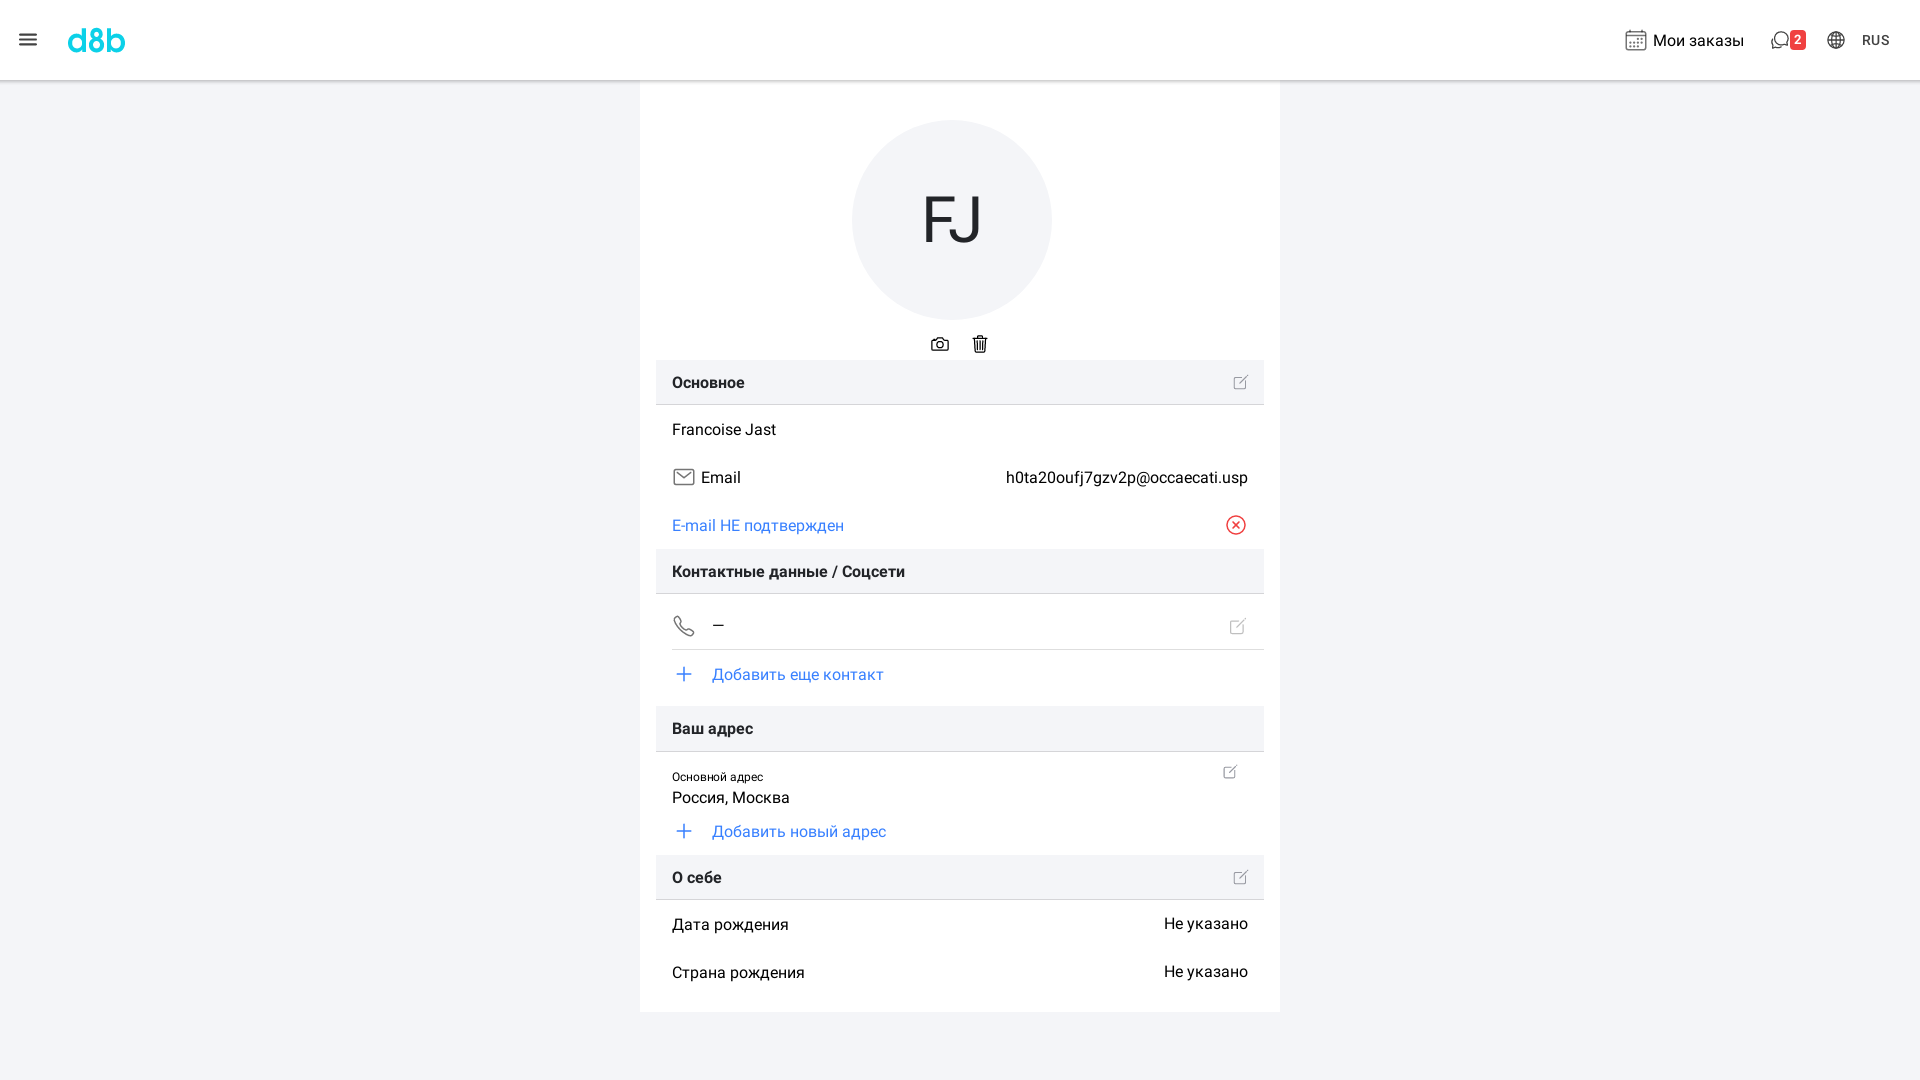 d8b
Мои заказы
2
RUS
FJ
Основное
Francoise Jast
Email h0ta20oufj7gzv2p@occaecati.usp
E-mail НЕ подтвержден
Контактные данные / Соцсети
—
Добавить еще контакт
Ваш адрес
Основной адрес
Россия, Москва
Добавить новый адрес
О себе
Дата рождения Не указано
Страна рождения Не указано